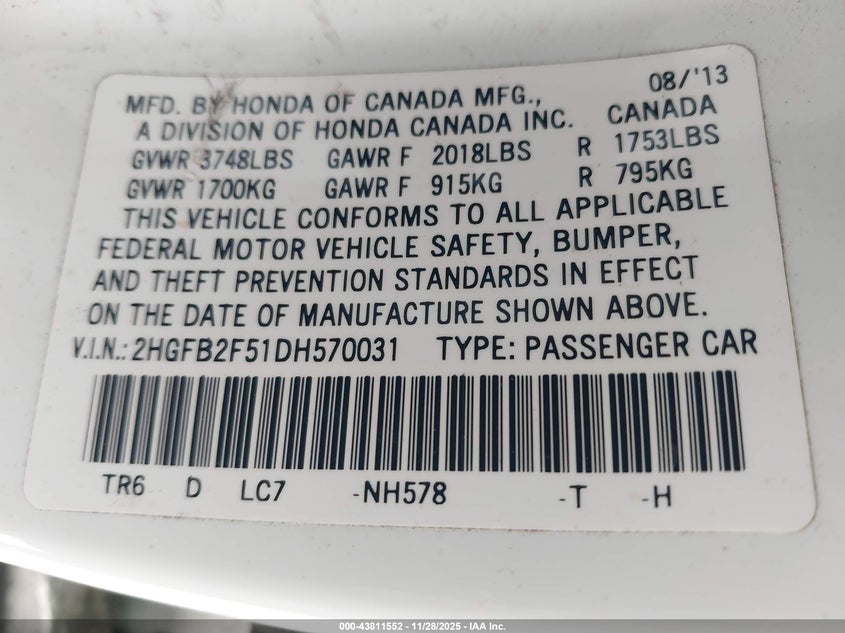 08/'13
MFD. BY HONDA OF CANADA MFG.,
A DIVISION OF HONDA CANADA INC. CANADA
GVWR 3748LBS GAWR F 2018LBS R 1753LBS
GVWR 1700KG GAWR F 915KG R 795KG
THIS VEHICLE CONFORMS TO ALL APPLICABLE
FEDERAL MOTOR VEHICLE SAFETY, BUMPER,
AND THEFT PREVENTION STANDARDS IN EFFECT
ON THE DATE OF MANUFACTURE SHOWN ABOVE.
V.I.N.: 2HGFB2F51DH570031 TYPE: PASSENGER CAR
TR6 D LC7 -NH578 -T -H
000-43811552 - 11/28/2025 - IAA Inc.